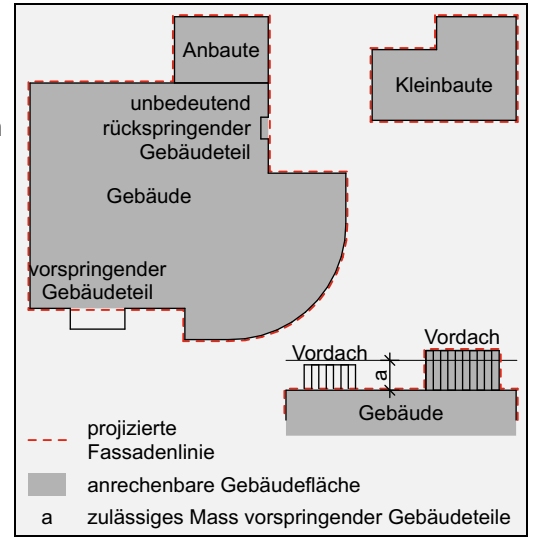 Anbaute
Kleinbaute
unbedeutend
rückspringender
Gebäudeteil
Gebäude
vorspringender
Gebäudeteil
Vordach
Vordach
a
Gebäude
projizierte
Fassadenlinie
anrechenbare Gebäudefläche
a zulässiges Mass vorspringender Gebäudeteile